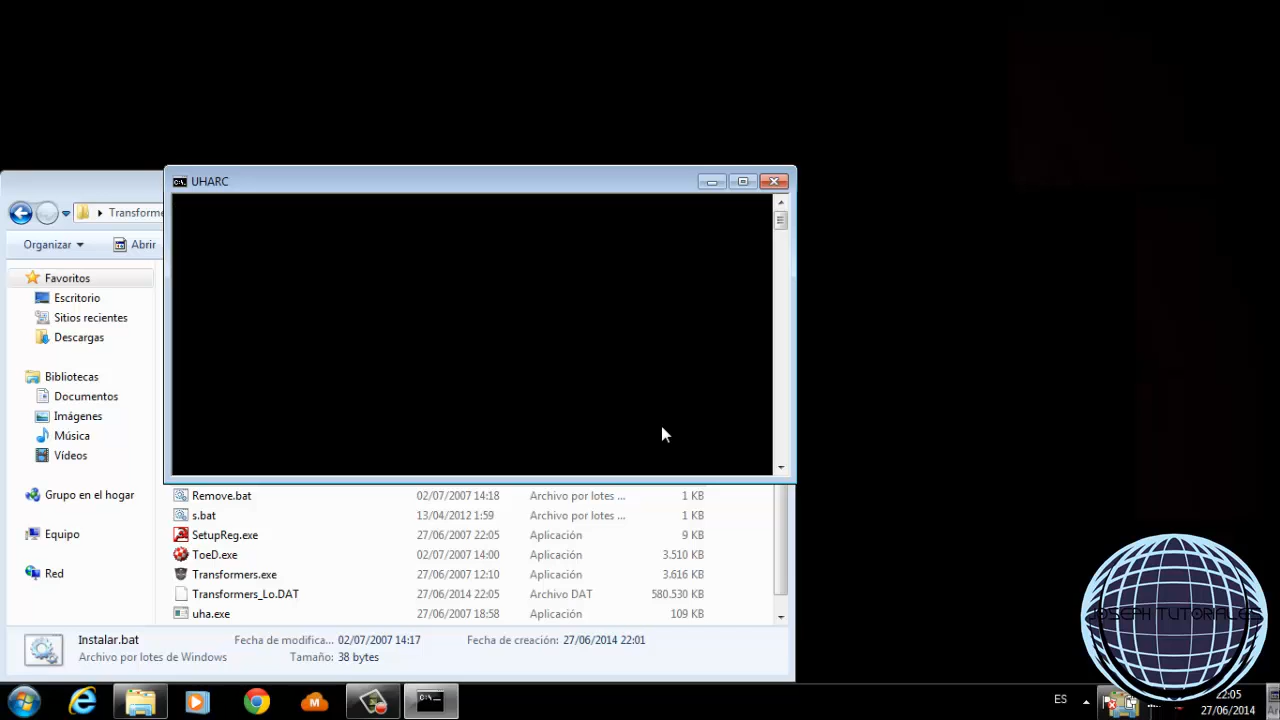 UHARC
Transforme
Organizar
Abrir
Favoritos
Escritorio
Sitios recientes
Descargas
Bibliotecas
Documentos
Imágenes
Música
Vídeos
Grupo en el hogar
Equipo
Red
Remove.bat 02/07/2007 14:18 Archivo por lotes ... 1 KB
s.bat 13/04/2012 1:59 Archivo por lotes ... 1 KB
SetupReg.exe 27/06/2007 22:05 Aplicación 9 KB
ToeD.exe 02/07/2007 14:00 Aplicación 3.510 KB
Transformers.exe 27/06/2007 12:10 Aplicación 3.616 KB
Transformers_Lo.DAT 27/06/2014 22:05 Archivo DAT 580.530 KB
uha.exe 27/06/2007 18:58 Aplicación 109 KB
Instalar.bat Fecha de modifica... 02/07/2007 14:17 Fecha de creación: 27/06/2014 22:01
Archivo por lotes de Windows Tamaño: 38 bytes
JOSEPH TUTORIALES
ES
22:05
27/06/2014